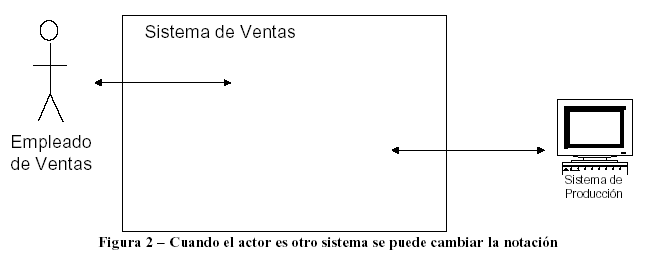 Sistema de Ventas
Empleado
de Ventas
Sistema de
Producción
Figura 2 – Cuando el actor es otro sistema se puede cambiar la notación